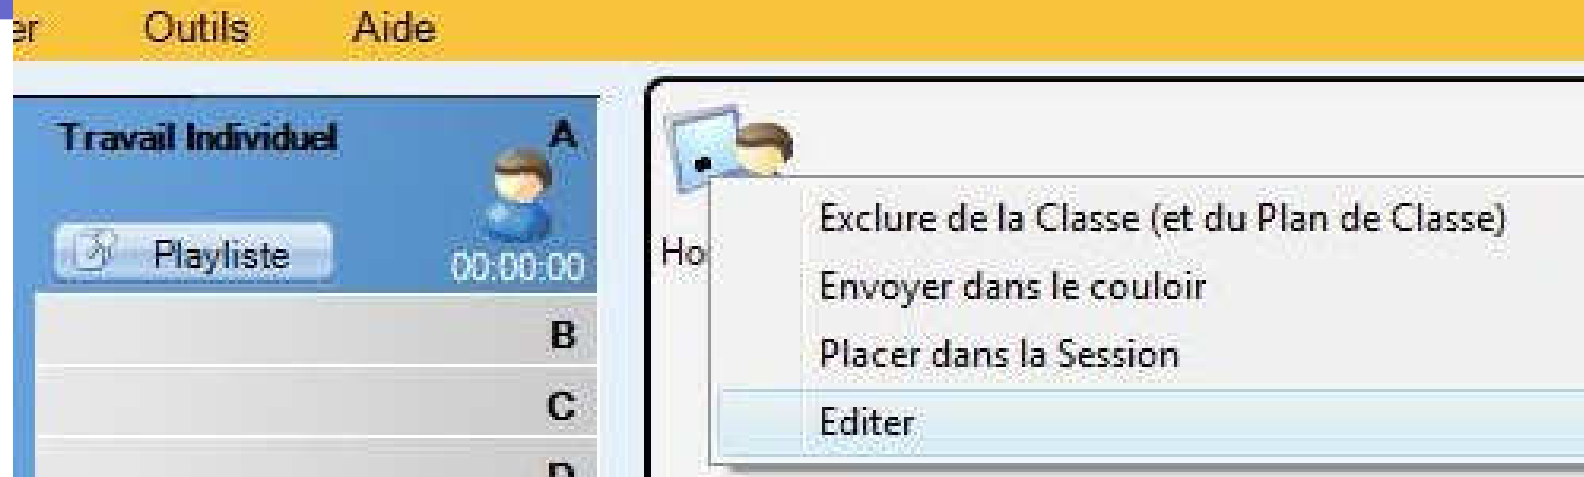 er Outils Aide
Travail Individuel A
Playliste
00:00:00
B
C
D
Ho
Exclure de la Classe (et du Plan de Classe)
Envoyer dans le couloir
Placer dans la Session
Editer